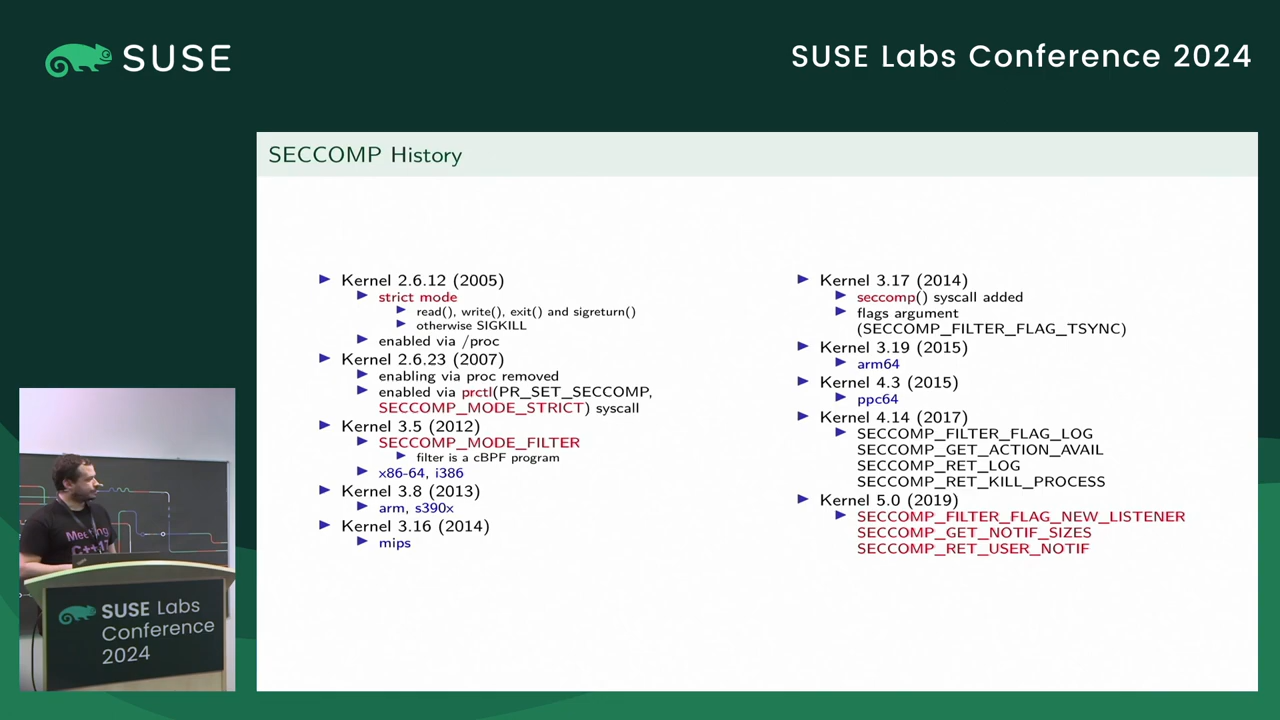 SUSE
SUSE Labs Conference 2024
SECCOMP History
Kernel 2.6.12 (2005)
strict mode
read(), write(), exit() and sigreturn()
otherwise SIGKILL
enabled via /proc
Kernel 2.6.23 (2007)
enabling via proc removed
enabled via prctl(PR_SET_SECCOMP,
SECCOMP_MODE_STRICT) syscall
Kernel 3.5 (2012)
SECCOMP_MODE_FILTER
filter is a cBPF program
x86-64, i386
Kernel 3.8 (2013)
arm, s390x
Kernel 3.16 (2014)
mips
Kernel 3.17 (2014)
seccomp() syscall added
flags argument
(SECCOMP_FILTER_FLAG_TSYNC)
Kernel 3.19 (2015)
arm64
Kernel 4.3 (2015)
ppc64
Kernel 4.14 (2017)
SECCOMP_FILTER_FLAG_LOG
SECCOMP_GET_ACTION_AVAIL
SECCOMP_RET_LOG
SECCOMP_RET_KILL_PROCESS
Kernel 5.0 (2019)
SECCOMP_FILTER_FLAG_NEW_LISTENER
SECCOMP_GET_NOTIF_SIZES
SECCOMP_RET_USER_NOTIF
Meeting
C++
SUSE Labs
Conference
2024